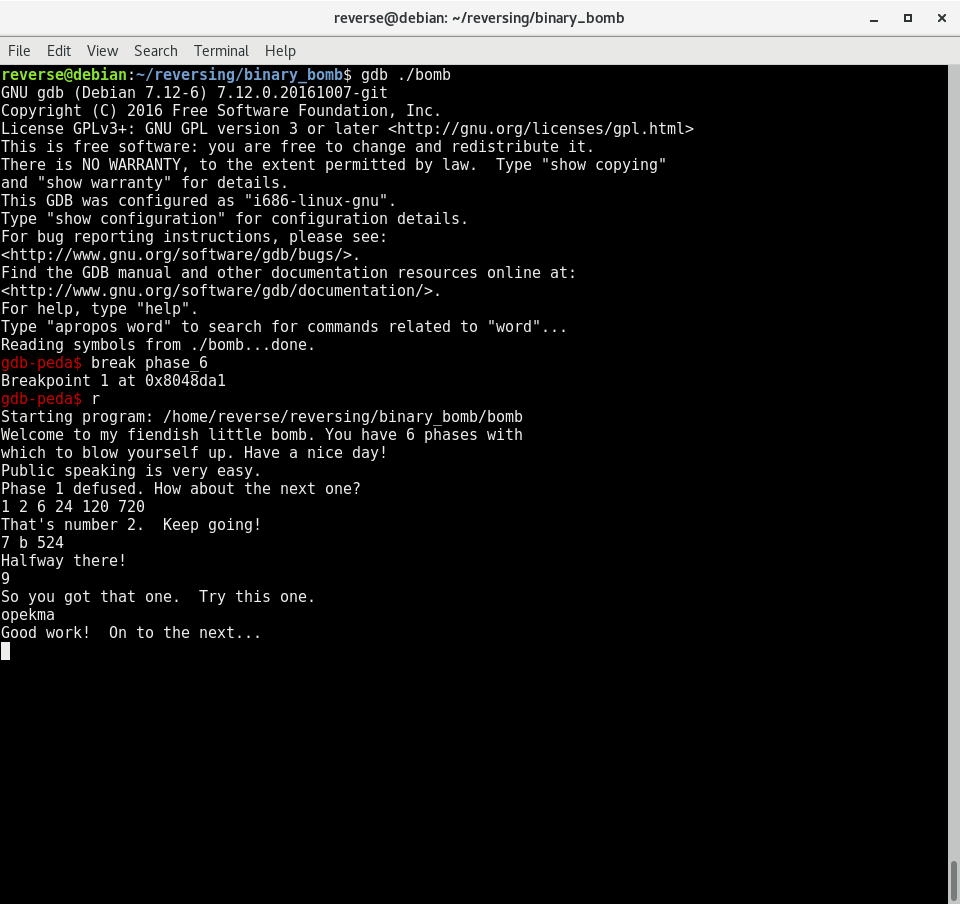 reverse@debian: ~/reversing/binary_bomb
File Edit View Search Terminal Help
reverse@debian:~/reversing/binary_bomb$ gdb ./bomb
GNU gdb (Debian 7.12-6) 7.12.0.20161007-git
Copyright (C) 2016 Free Software Foundation, Inc.
License GPLv3+: GNU GPL version 3 or later <http://gnu.org/licenses/gpl.html>
This is free software: you are free to change and redistribute it.
There is NO WARRANTY, to the extent permitted by law.  Type "show copying"
and "show warranty" for details.
This GDB was configured as "i686-linux-gnu".
Type "show configuration" for configuration details.
For bug reporting instructions, please see:
<http://www.gnu.org/software/gdb/bugs/>.
Find the GDB manual and other documentation resources online at:
<http://www.gnu.org/software/gdb/documentation/>.
For help, type "help".
Type "apropos word" to search for commands related to "word"...
Reading symbols from ./bomb...done.
gdb-peda$ break phase_6
Breakpoint 1 at 0x8048da1
gdb-peda$ r
Starting program: /home/reverse/reversing/binary_bomb/bomb
Welcome to my fiendish little bomb. You have 6 phases with
which to blow yourself up. Have a nice day!
Public speaking is very easy.
Phase 1 defused. How about the next one?
1 2 6 24 120 720
That's number 2.  Keep going!
7 b 524
Halfway there!
9
So you got that one.  Try this one.
opekma
Good work!  On to the next...